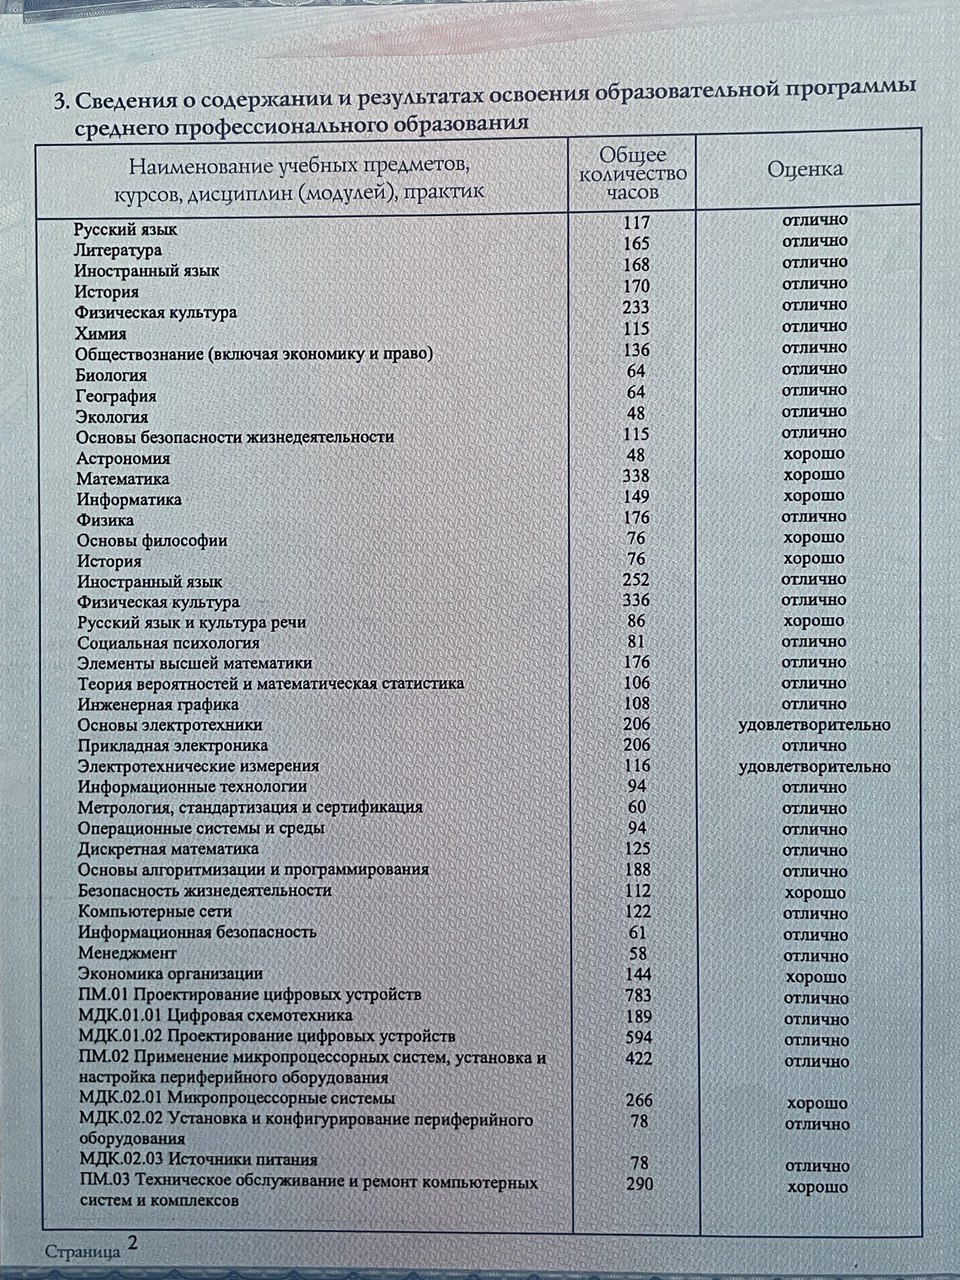 3. Сведения о содержании и результатах освоения образовательной программы
среднего профессионального образования
Наименование учебных предметов,
курсов, дисциплин (модулей), практик
Общее
количество
часов
Оценка
Русский язык 117 отлично
Литература 165 отлично
Иностранный язык 168 отлично
История 170 отлично
Физическая культура 233 отлично
Химия 115 отлично
Обществознание (включая экономику и право) 136 отлично
Биология 64 отлично
География 64 отлично
Экология 48 отлично
Основы безопасности жизнедеятельности 115 отлично
Астрономия 48 хорошо
Математика 338 хорошо
Информатика 149 хорошо
Физика 176 отлично
Основы философии 76 хорошо
История 76 хорошо
Иностранный язык 252 отлично
Физическая культура 336 отлично
Русский язык и культура речи 86 хорошо
Социальная психология 81 отлично
Элементы высшей математики 176 отлично
Теория вероятностей и математическая статистика 106 отлично
Инженерная графика 108 отлично
Основы электротехники 206 удовлетворительно
Прикладная электроника 206 отлично
Электротехнические измерения 116 удовлетворительно
Информационные технологии 94 отлично
Метрология, стандартизация и сертификация 60 отлично
Операционные системы и среды 94 отлично
Дискретная математика 125 отлично
Основы алгоритмизации и программирования 188 отлично
Безопасность жизнедеятельности 112 хорошо
Компьютерные сети 122 отлично
Информационная безопасность 61 отлично
Менеджмент 58 отлично
Экономика организации 144 хорошо
ПМ.01 Проектирование цифровых устройств 783 отлично
МДК.01.01 Цифровая схемотехника 189 отлично
МДК.01.02 Проектирование цифровых устройств 594 отлично
ПМ.02 Применение микропроцессорных систем, установка и 422 отлично
настройка периферийного оборудования
МДК.02.01 Микропроцессорные системы 266 хорошо
МДК.02.02 Установка и конфигурирование периферийного 78 отлично
оборудования
МДК.02.03 Источники питания 78 отлично
ПМ.03 Техническое обслуживание и ремонт компьютерных 290 хорошо
систем и комплексов
Страница 2